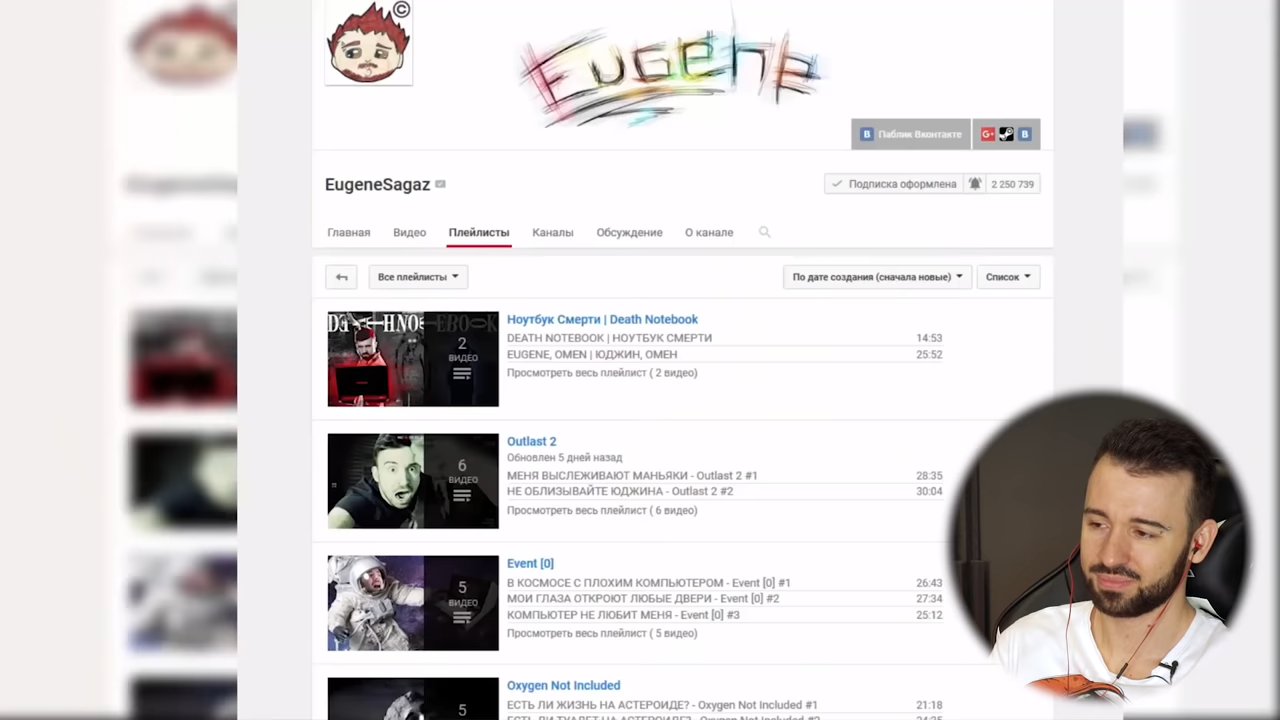 ©
Eugene
Паблик Вконтакте
EugeneSagaz
Подписка оформлена
2 250 739
Главная
Видео
Плейлисты
Каналы
Обсуждение
О канале
Все плейлисты
По дате создания (сначала новые)
Список
2
ВИДЕО
Ноутбук Смерти | Death Notebook
DEATH NOTEBOOK | НОУТБУК СМЕРТИ 14:53
EUGENE, OMEN | ЮДЖИН, ОМЕН 25:52
Просмотреть весь плейлист ( 2 видео)
6
ВИДЕО
Outlast 2
Обновлен 5 дней назад
МЕНЯ ВЫСЛЕЖИВАЮТ МАНЬЯКИ - Outlast 2 #1 28:35
НЕ ОБЛИЗЫВАЙТЕ ЮДЖИНА - Outlast 2 #2 30:04
Просмотреть весь плейлист ( 6 видео)
5
ВИДЕО
Event [0]
В КОСМОСЕ С ПЛОХИМ КОМПЬЮТЕРОМ - Event [0] #1 26:43
МОИ ГЛАЗА ОТКРОЮТ ЛЮБЫЕ ДВЕРИ - Event [0] #2 27:34
КОМПЬЮТЕР НЕ ЛЮБИТ МЕНЯ - Event [0] #3 25:12
Просмотреть весь плейлист ( 5 видео)
5
Oxygen Not Included
ЕСТЬ ЛИ ЖИЗНЬ НА АСТЕРОИДЕ? - Oxygen Not Included #1 21:18